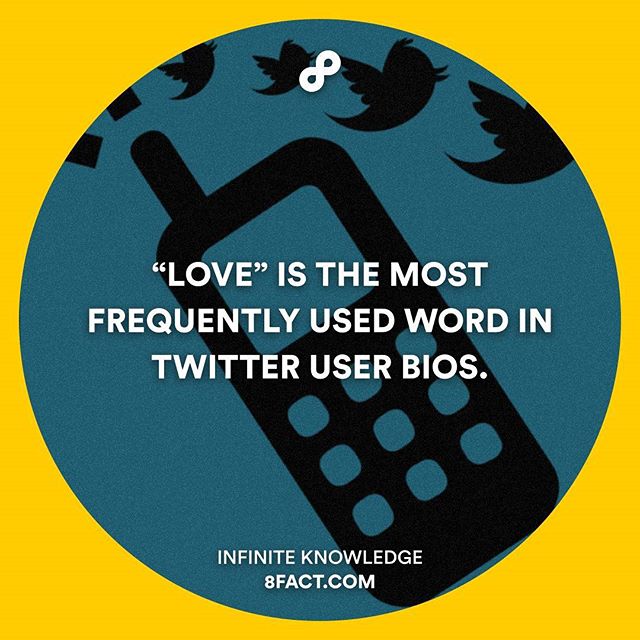 “LOVE” IS THE MOST
FREQUENTLY USED WORD IN
TWITTER USER BIOS.
INFINITE KNOWLEDGE
8FACT.COM